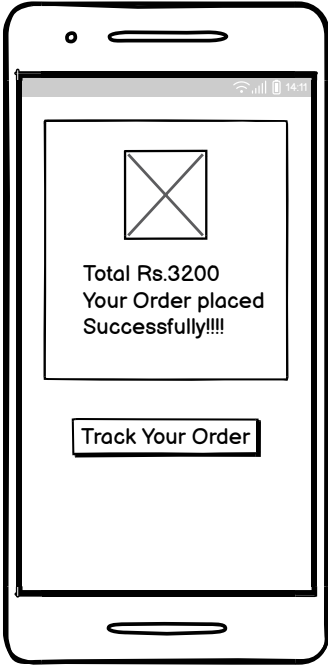 14:11
Total Rs.3200
Your Order placed
Successfully!!!!
Track Your Order